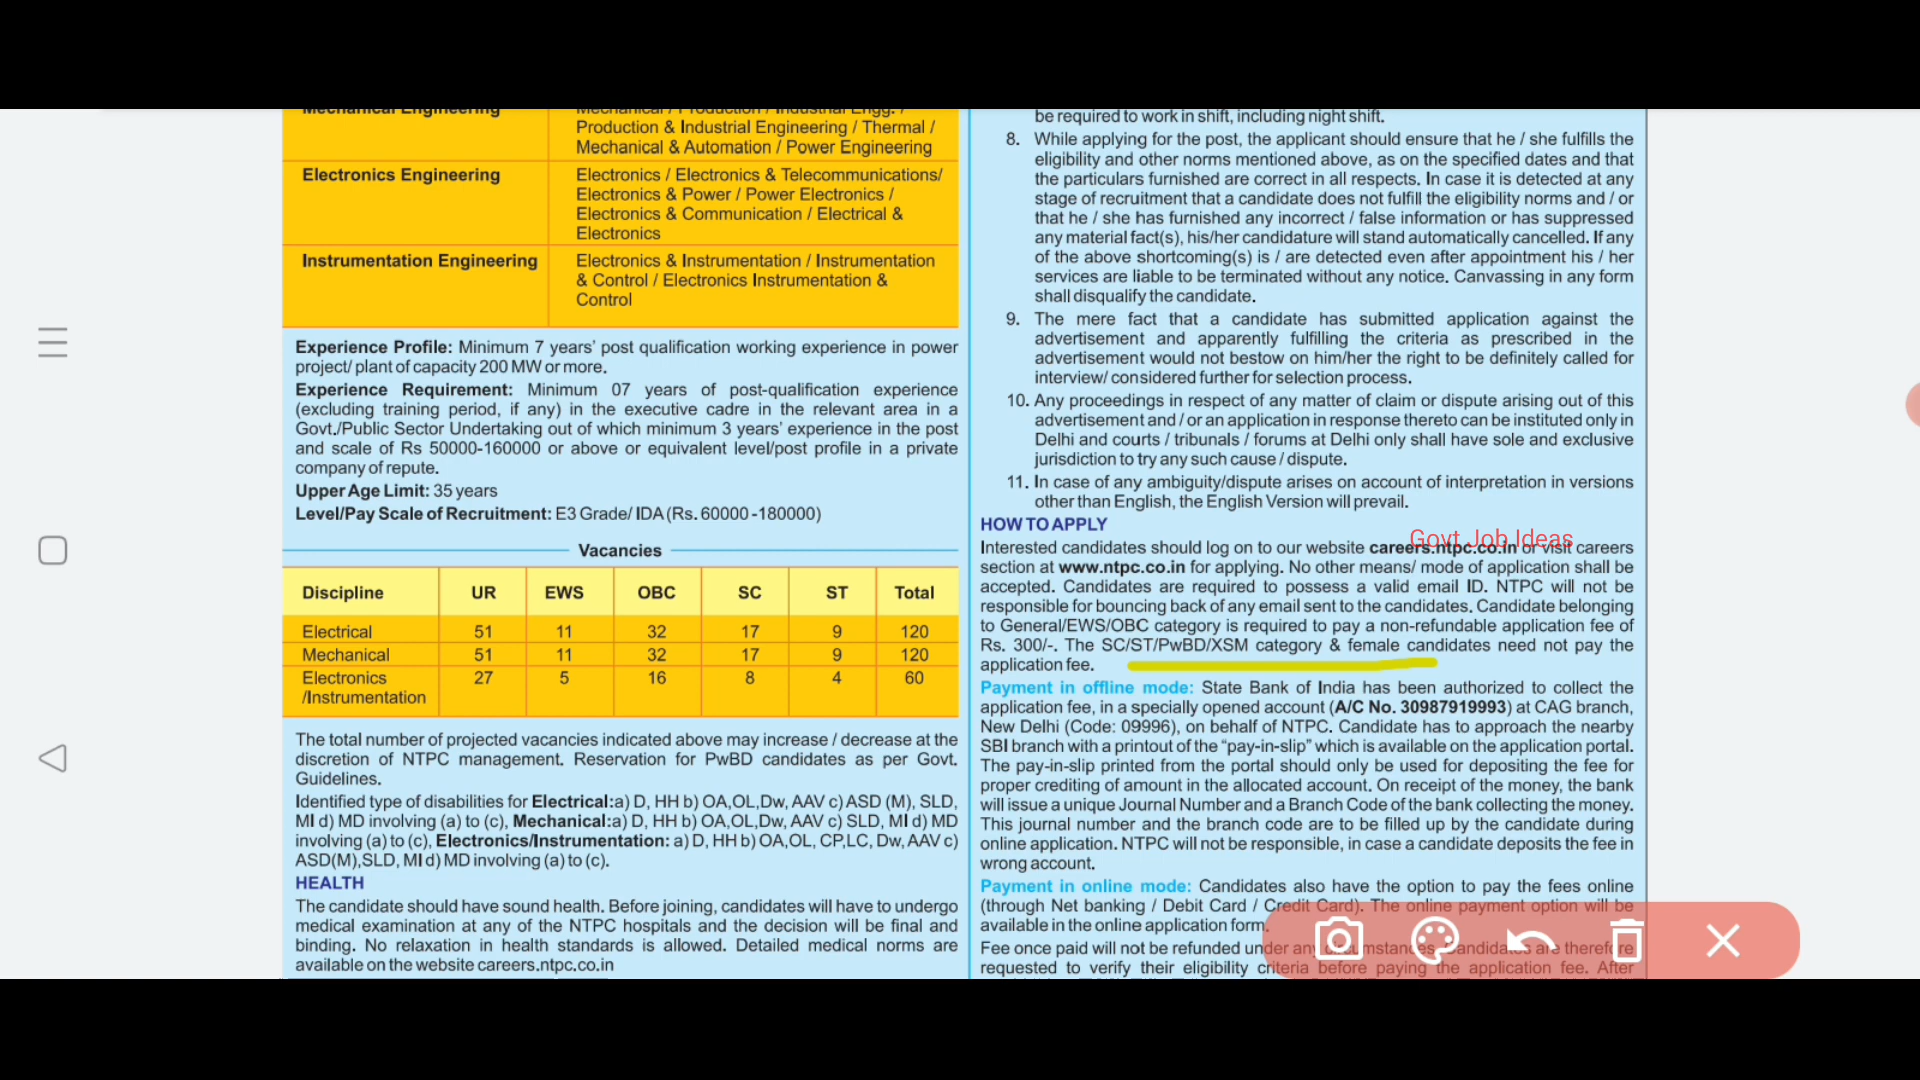 Mechanical Engineering
Mechanical / Production / Industrial Engg. /
Production & Industrial Engineering / Thermal /
Mechanical & Automation / Power Engineering
Electronics Engineering
Electronics / Electronics & Telecommunications/
Electronics & Power / Power Electronics /
Electronics & Communication / Electrical &
Electronics
Instrumentation Engineering
Electronics & Instrumentation / Instrumentation
& Control / Electronics Instrumentation &
Control
Experience Profile: Minimum 7 years' post qualification working experience in power
project/ plant of capacity 200 MW or more.
Experience Requirement: Minimum 07 years of post-qualification experience
(excluding training period, if any) in the executive cadre in the relevant area in a
Govt./Public Sector Undertaking out of which minimum 3 years' experience in the post
and scale of Rs 50000-160000 or above or equivalent level/post profile in a private
company of repute.
Upper Age Limit: 35 years
Level/Pay Scale of Recruitment: E3 Grade/ IDA (Rs. 60000 -180000)
Vacancies
Discipline UR EWS OBC SC ST Total
Electrical 51 11 32 17 9 120
Mechanical 51 11 32 17 9 120
Electronics 27 5 16 8 4 60
/Instrumentation
The total number of projected vacancies indicated above may increase / decrease at the
discretion of NTPC management. Reservation for PwBD candidates as per Govt.
Guidelines.
Identified type of disabilities for Electrical:a) D, HH b) OA,OL,Dw, AAV c) ASD (M), SLD,
MI d) MD involving (a) to (c), Mechanical:a) D, HH b) OA,OL,Dw, AAV c) SLD, MI d) MD
involving (a) to (c), Electronics/Instrumentation: a) D, HH b) OA,OL, CP,LC, Dw, AAV c)
ASD(M),SLD, MI d) MD involving (a) to (c).
HEALTH
The candidate should have sound health. Before joining, candidates will have to undergo
medical examination at any of the NTPC hospitals and the decision will be final and
binding. No relaxation in health standards is allowed. Detailed medical norms are
available on the website careers.ntpc.co.in
be required to work in shift, including night shift.
8. While applying for the post, the applicant should ensure that he / she fulfills the
eligibility and other norms mentioned above, as on the specified dates and that
the particulars furnished are correct in all respects. In case it is detected at any
stage of recruitment that a candidate does not fulfill the eligibility norms and / or
that he / she has furnished any incorrect / false information or has suppressed
any material fact(s), his/her candidature will stand automatically cancelled. If any
of the above shortcoming(s) is / are detected even after appointment his / her
services are liable to be terminated without any notice. Canvassing in any form
shall disqualify the candidate.
9. The mere fact that a candidate has submitted application against the
advertisement and apparently fulfilling the criteria as prescribed in the
advertisement would not bestow on him/her the right to be definitely called for
interview/ considered further for selection process.
10. Any proceedings in respect of any matter of claim or dispute arising out of this
advertisement and / or an application in response thereto can be instituted only in
Delhi and courts / tribunals / forums at Delhi only shall have sole and exclusive
jurisdiction to try any such cause / dispute.
11. In case of any ambiguity/dispute arises on account of interpretation in versions
other than English, the English Version will prevail.
HOW TO APPLY
Govt Job Ideas
Interested candidates should log on to our website careers.ntpc.co.in or visit careers
section at www.ntpc.co.in for applying. No other means/ mode of application shall be
accepted. Candidates are required to possess a valid email ID. NTPC will not be
responsible for bouncing back of any email sent to the candidates. Candidate belonging
to General/EWS/OBC category is required to pay a non-refundable application fee of
Rs. 300/-. The SC/ST/PwBD/XSM category & female candidates need not pay the
application fee.
Payment in offline mode: State Bank of India has been authorized to collect the
application fee, in a specially opened account (A/C No. 30987919993) at CAG branch,
New Delhi (Code: 09996), on behalf of NTPC. Candidate has to approach the nearby
SBI branch with a printout of the “pay-in-slip” which is available on the application portal.
The pay-in-slip printed from the portal should only be used for depositing the fee for
proper crediting of amount in the allocated account. On receipt of the money, the bank
will issue a unique Journal Number and a Branch Code of the bank collecting the money.
This journal number and the branch code are to be filled up by the candidate during
online application. NTPC will not be responsible, in case a candidate deposits the fee in
wrong account.
Payment in online mode: Candidates also have the option to pay the fees online
(through Net banking / Debit Card / Credit Card). The online payment option will be
available in the online application form.
Fee once paid will not be refunded under any circumstances. Candidates are therefore
requested to verify their eligibility criteria before paying the application fee. After